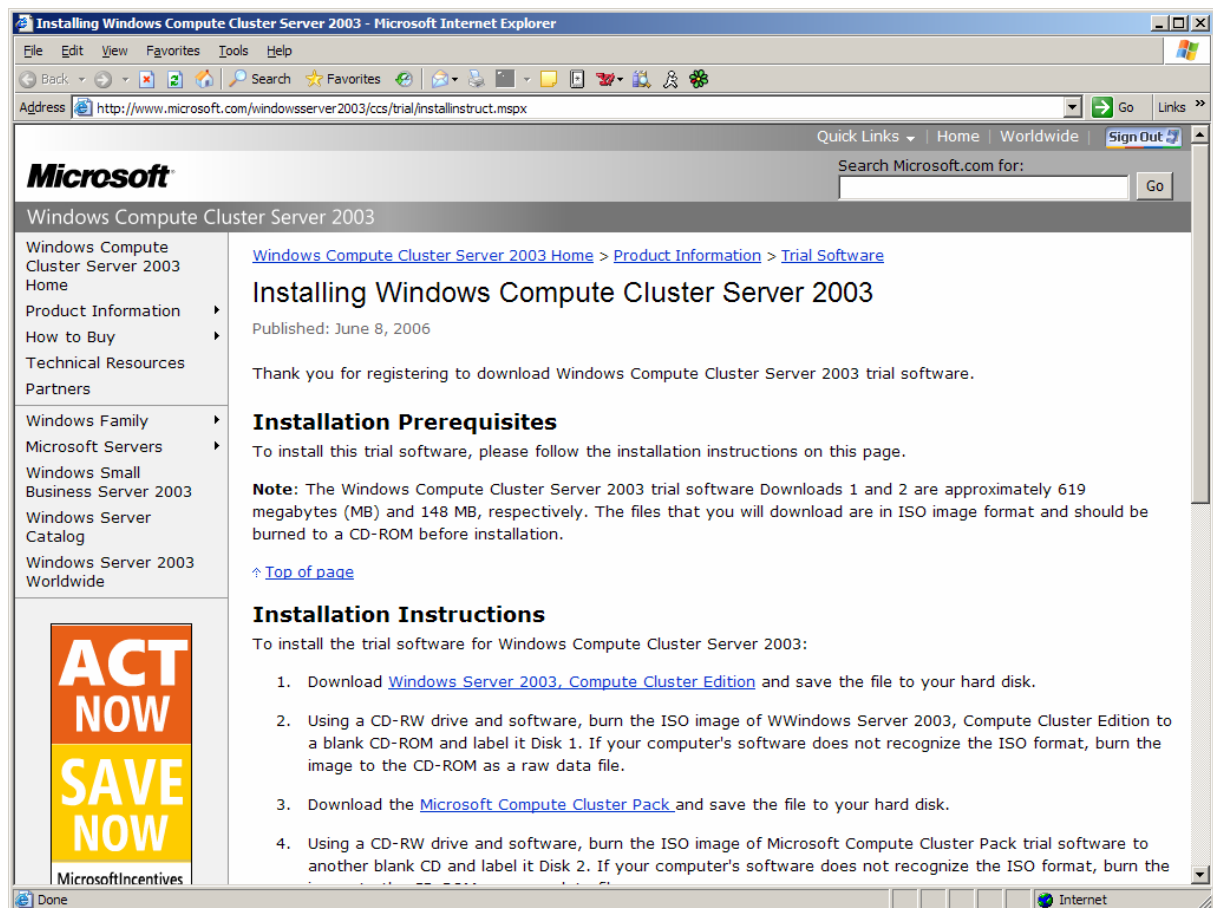 Installing Windows Compute Cluster Server 2003 - Microsoft Internet Explorer
File Edit View Favorites Tools Help
Back Search Favorites
Address http://www.microsoft.com/windowsserver2003/ccs/trial/installinstruct.mspx Go Links »
Quick Links | Home | Worldwide | Sign Out
Microsoft
Search Microsoft.com for:
Go
Windows Compute Cluster Server 2003
Windows Compute
Cluster Server 2003
Home
Product Information
How to Buy
Technical Resources
Partners
Windows Family
Microsoft Servers
Windows Small
Business Server 2003
Windows Server
Catalog
Windows Server 2003
Worldwide
ACT
NOW
SAVE
NOW
MicrosoftIncentives
Windows Compute Cluster Server 2003 Home > Product Information > Trial Software
Installing Windows Compute Cluster Server 2003
Published: June 8, 2006
Thank you for registering to download Windows Compute Cluster Server 2003 trial software.
Installation Prerequisites
To install this trial software, please follow the installation instructions on this page.
Note: The Windows Compute Cluster Server 2003 trial software Downloads 1 and 2 are approximately 619
megabytes (MB) and 148 MB, respectively. The files that you will download are in ISO image format and should be
burned to a CD-ROM before installation.
Top of page
Installation Instructions
To install the trial software for Windows Compute Cluster Server 2003:
1. Download Windows Server 2003, Compute Cluster Edition and save the file to your hard disk.
2. Using a CD-RW drive and software, burn the ISO image of WWindows Server 2003, Compute Cluster Edition to
a blank CD-ROM and label it Disk 1. If your computer's software does not recognize the ISO format, burn the
image to the CD-ROM as a raw data file.
3. Download the Microsoft Compute Cluster Pack and save the file to your hard disk.
4. Using a CD-RW drive and software, burn the ISO image of Microsoft Compute Cluster Pack trial software to
another blank CD and label it Disk 2. If your computer's software does not recognize the ISO format, burn the
Done Internet